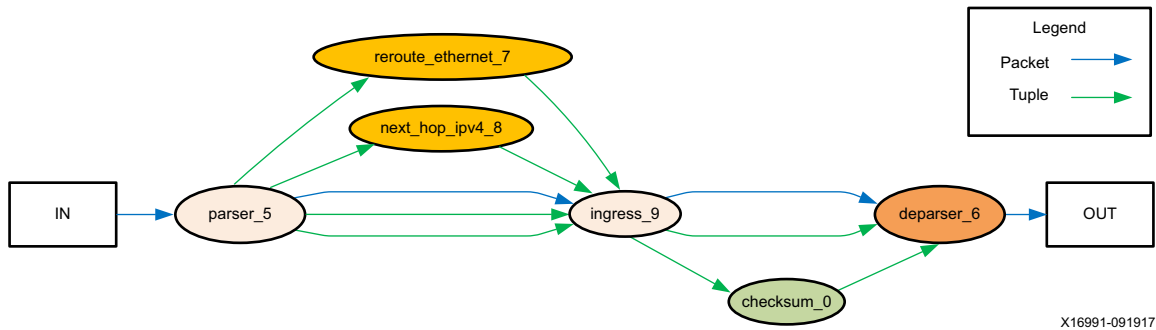 reroute_ethernet_7
next_hop_ipv4_8
IN
parser_5
ingress_9
deparser_6
OUT
checksum_0
Legend
Packet
Tuple
X16991-091917